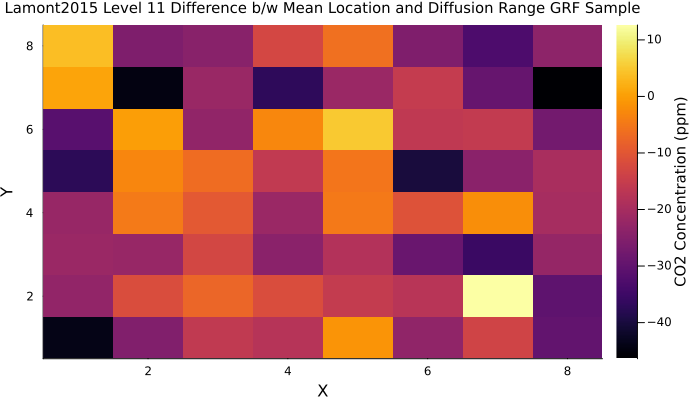 Lamont2015 Level 11 Difference b/w Mean Location and Diffusion Range GRF Sample
8
6
4
2
Y
2 4 6 8
X
10
0
−10
−20
−30
−40
CO2 Concentration (ppm)